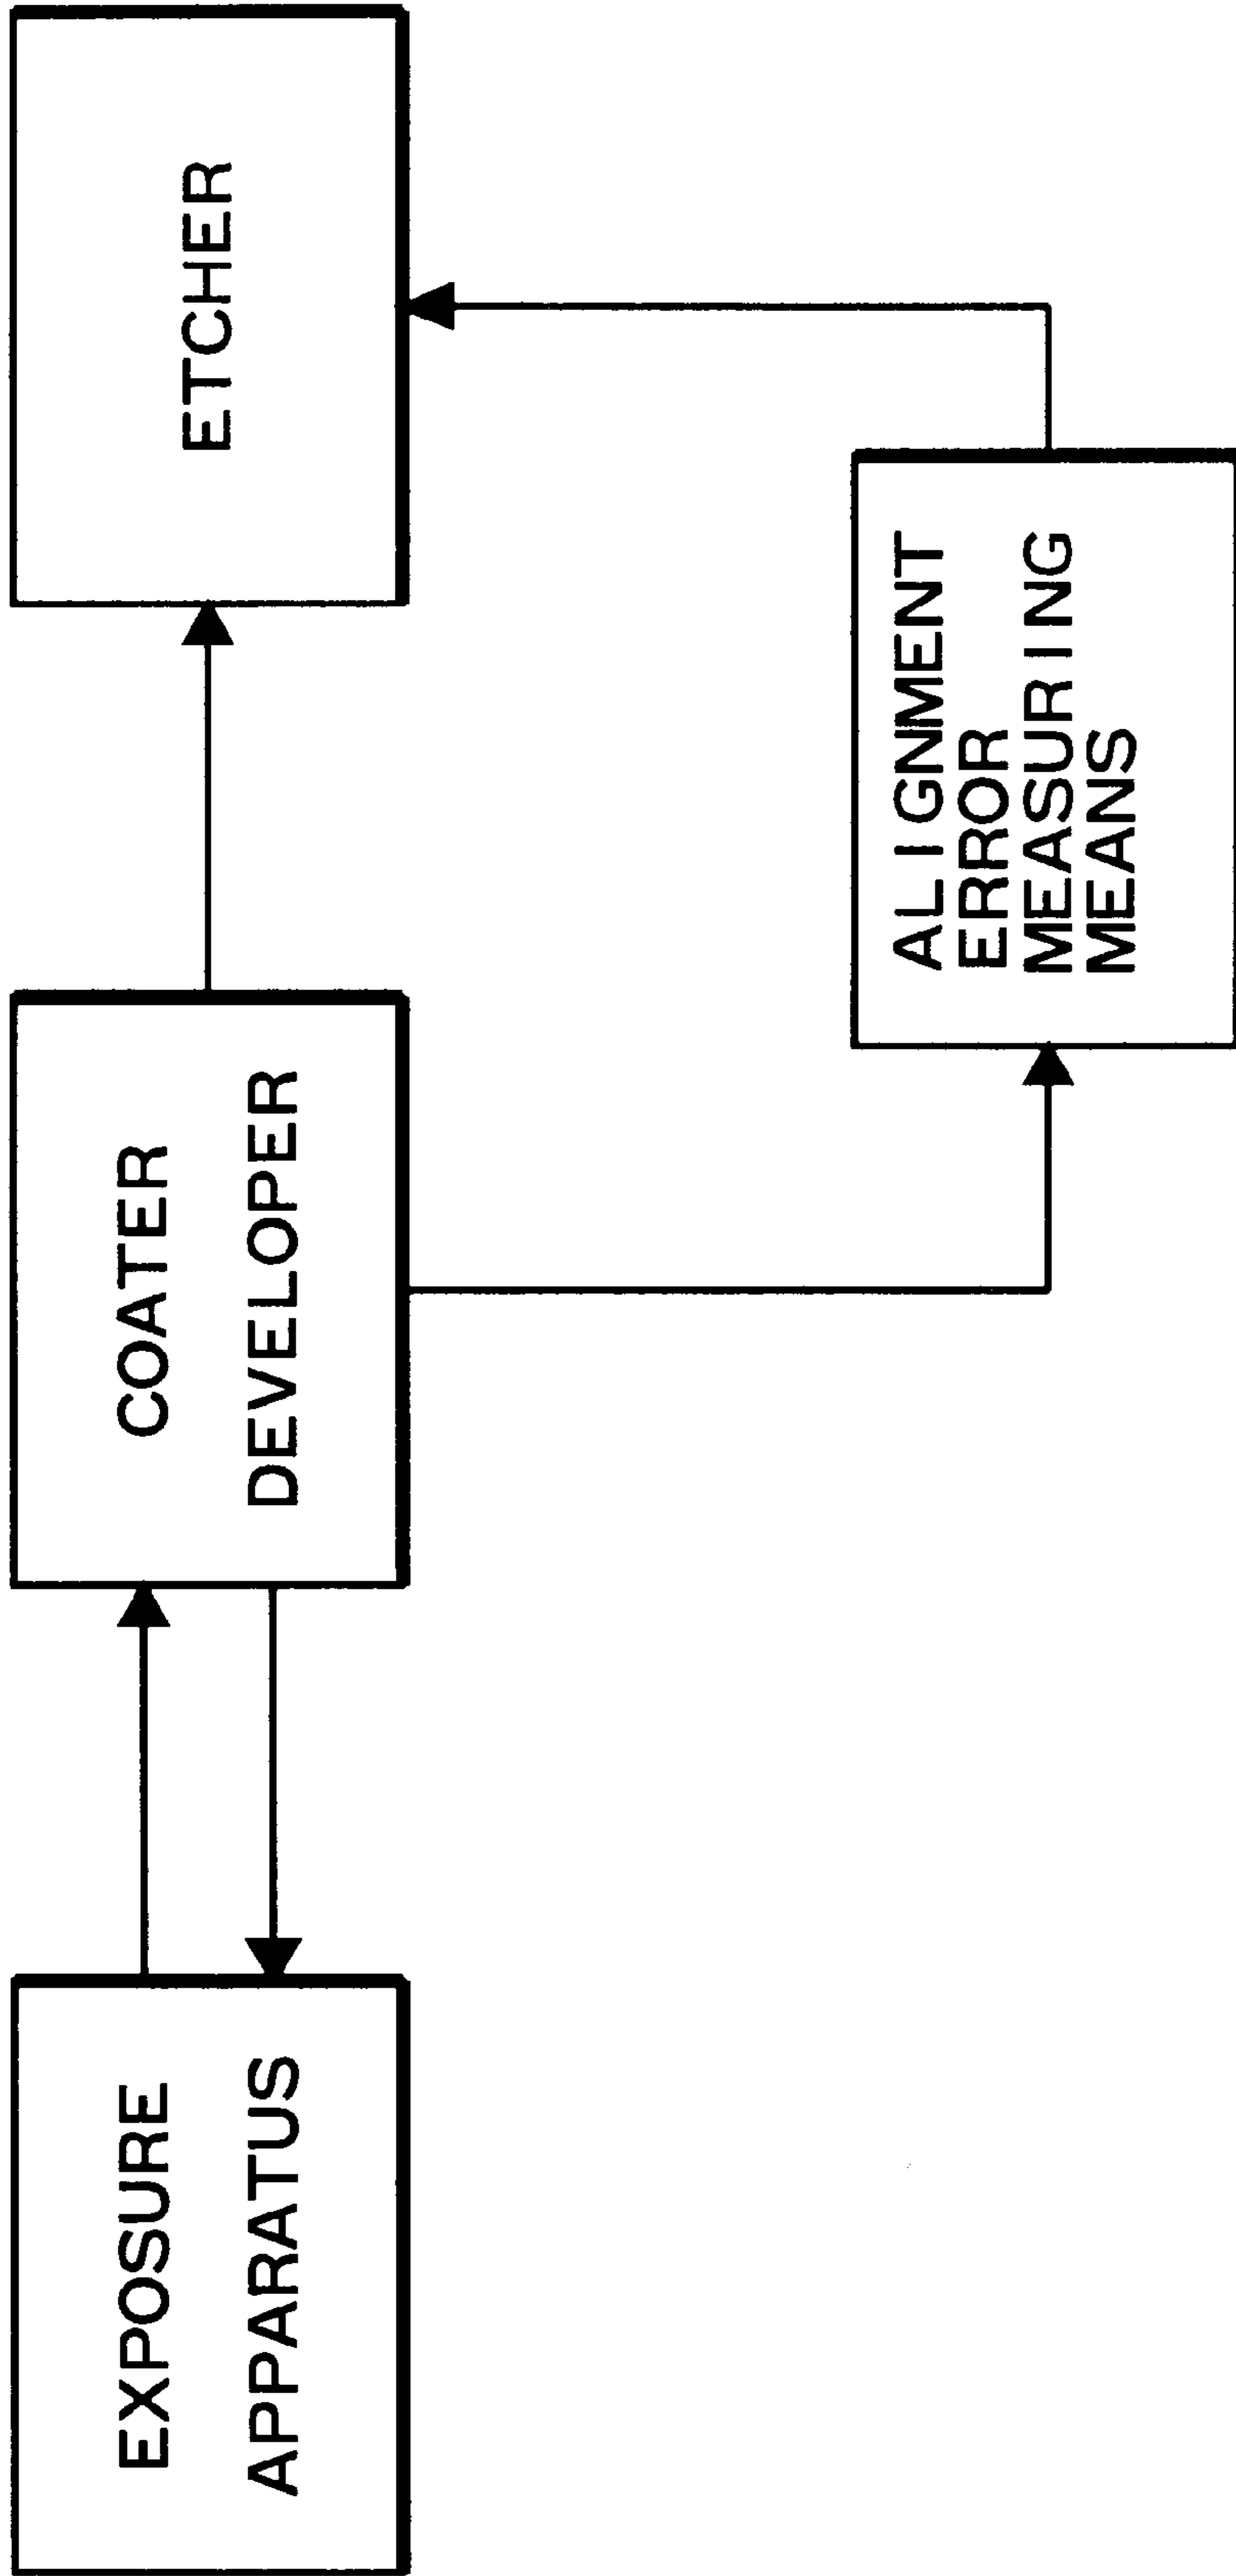 EXPOSURE
APPARATUS
COATER
DEVELOPER
ETCHER
ALIGNMENT
ERROR
MEASURING
MEANS